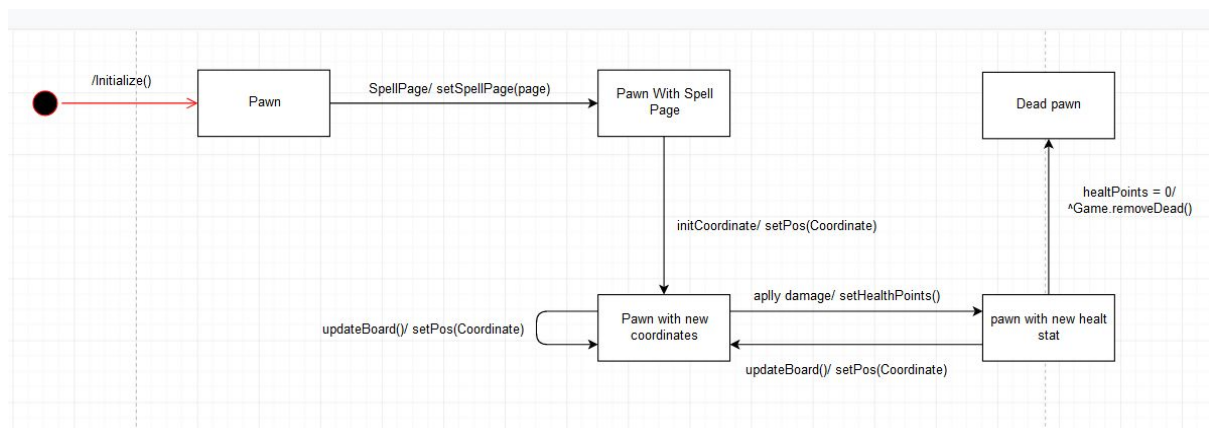 /Initialize()
Pawn
SpellPage/ setSpellPage(page)
Pawn With Spell
Page
Dead pawn
healtPoints = 0/
^Game.removeDead()
initCoordinate/ setPos(Coordinate)
updateBoard()/ setPos(Coordinate)
Pawn with new
coordinates
aplly damage/ setHealthPoints()
pawn with new healt
stat
updateBoard()/ setPos(Coordinate)